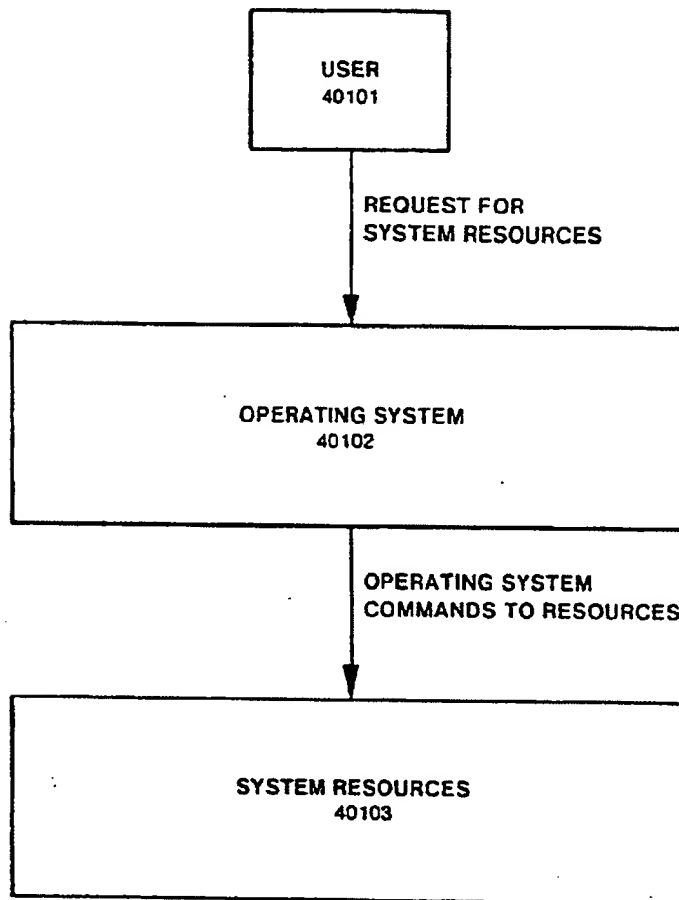 USER
40101
REQUEST FOR
SYSTEM RESOURCES
OPERATING SYSTEM
40102
OPERATING SYSTEM
COMMANDS TO RESOURCES
SYSTEM RESOURCES
40103